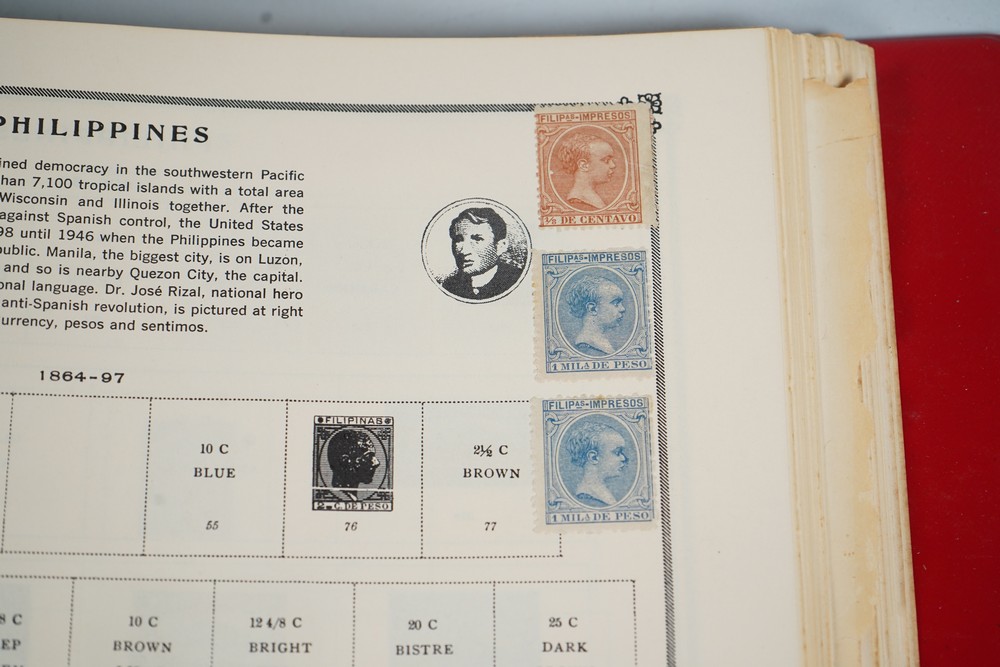 PHILIPPINES
ined democracy in the southwestern Pacific
han 7,100 tropical islands with a total area
Wisconsin and Illinois together. After the
against Spanish control, the United States
98 until 1946 when the Philippines became
public. Manila, the biggest city, is on Luzon,
and so is nearby Quezon City, the capital.
onal language. Dr. José Rizal, national hero
anti-Spanish revolution, is pictured at right
urrency, pesos and sentimos.
FILIPAS-IMPRESOS
DE CENTAVO
FILIPAS-IMPRESOS
1 MILA DE PESO
FILIPAS-IMPRESOS
1 MILA DE PESO
1864-97
10 C
BLUE
55
FILIPINAS
C. DE PESO
76
2½ C
BROWN
77
8 C
EP
10 C
BROWN
12 4/8 C
BRIGHT
20 C
BISTRE
25 C
DARK